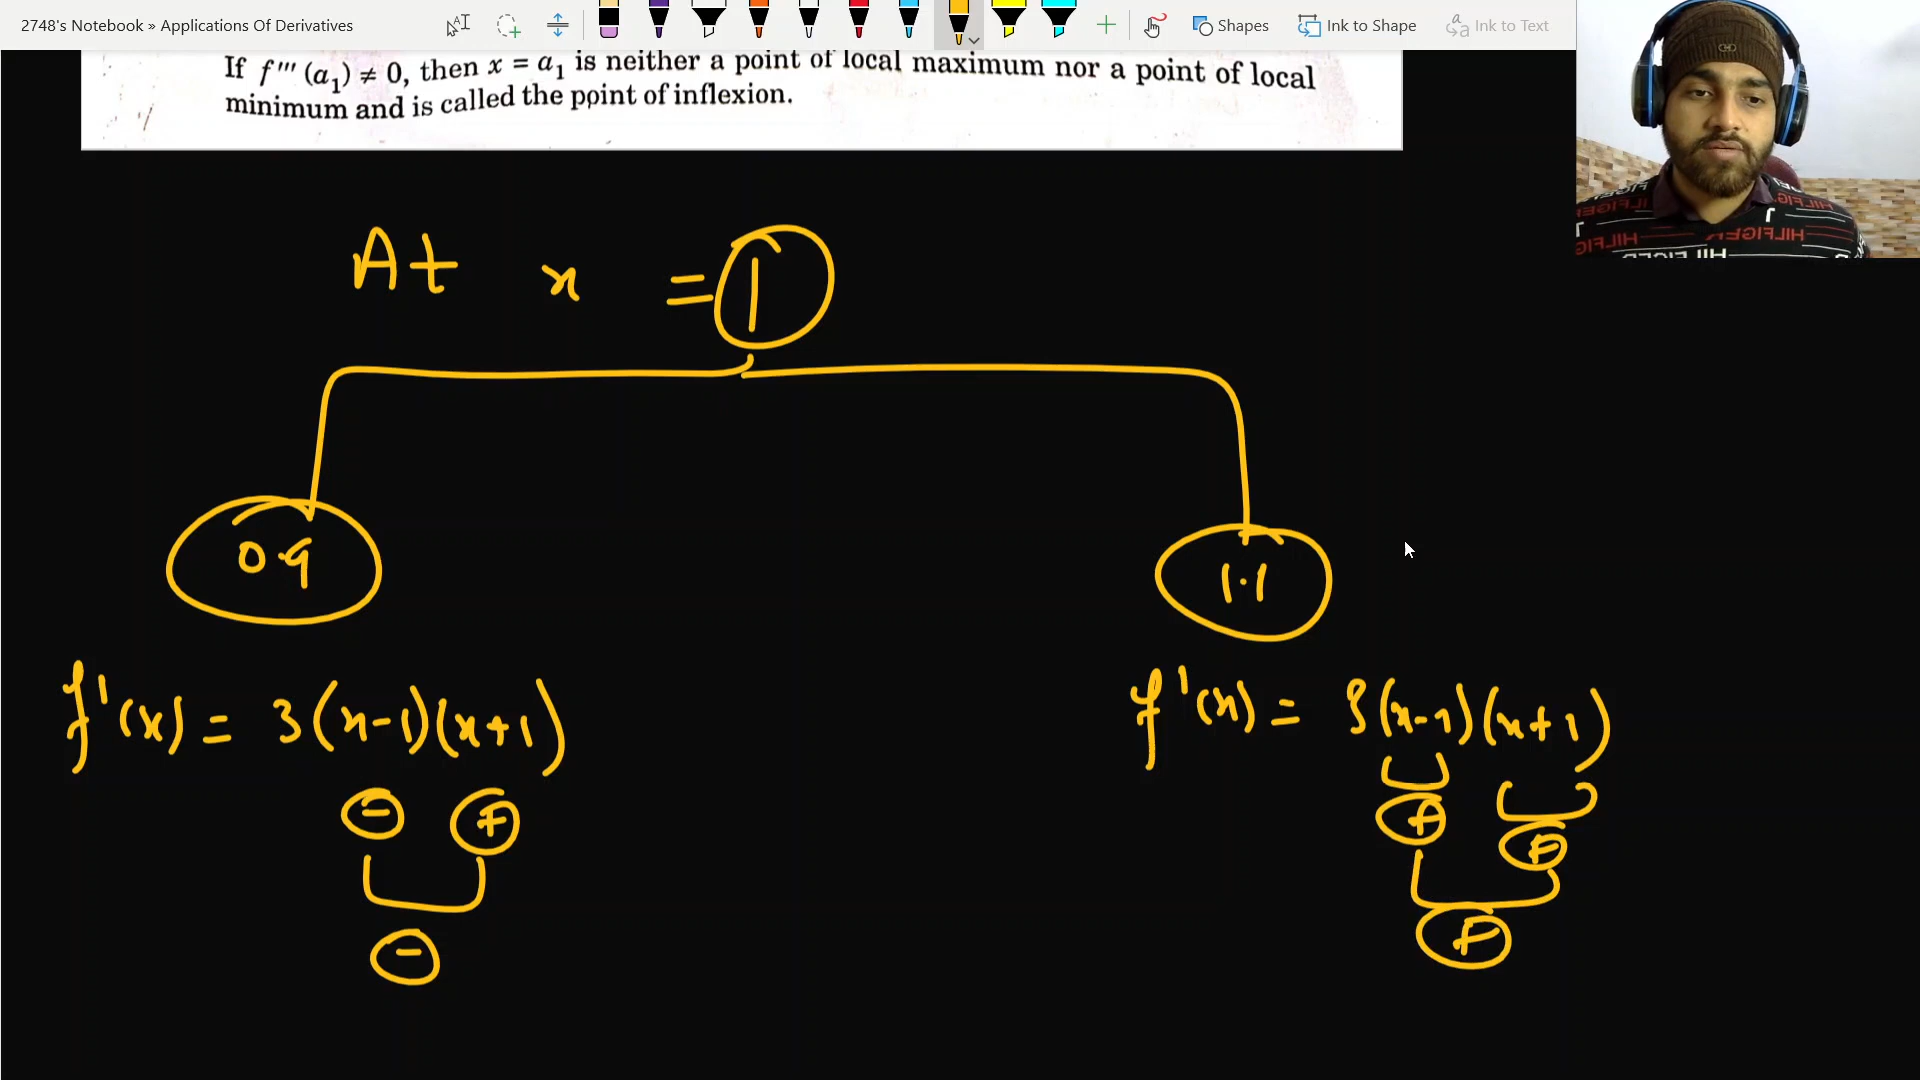 2748's Notebook » Applications Of Derivatives
Shapes
Ink to Shape
Ink to Text
If f''' (a₁) ≠ 0, then x = a₁ is neither a point of local maximum nor a point of local
minimum and is called the point of inflexion.
At x = 1
0.9
1.1
f'(x) = 3(x-1)(x+1)
- +
-
f'(x) = 3(x-1)(x+1)
+ +
+
HILFIGER